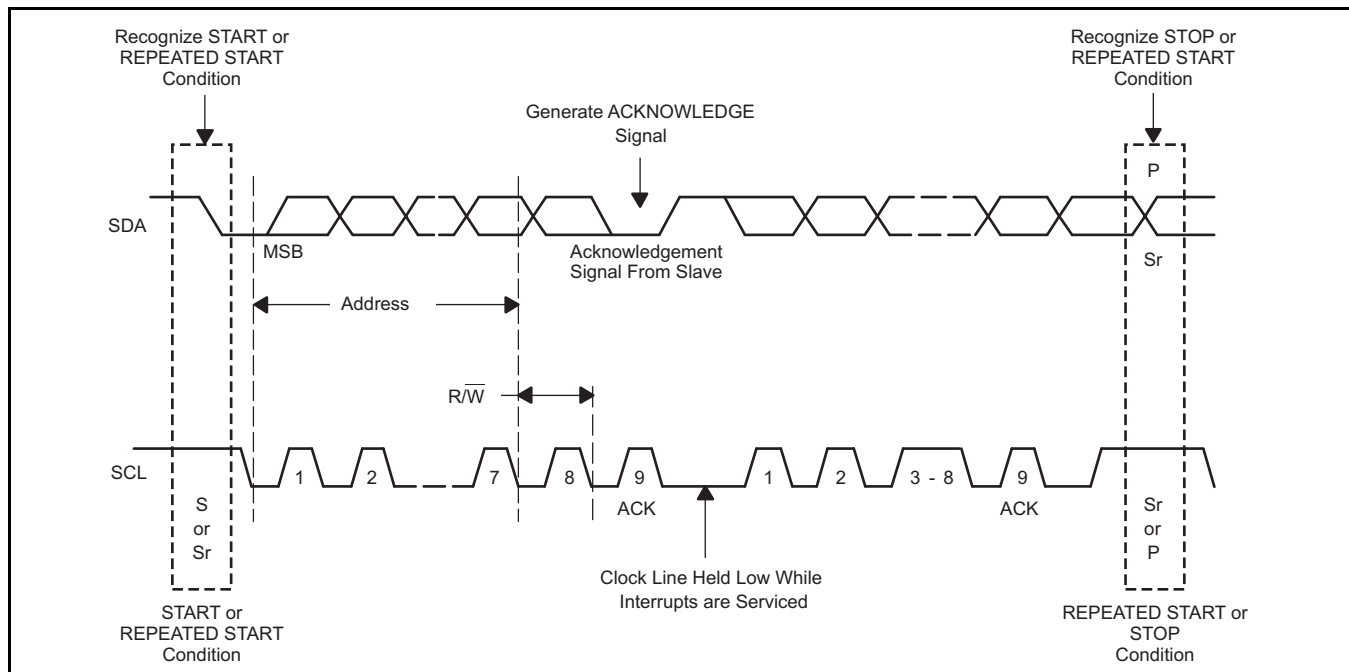 Recognize START or
REPEATED START
Condition
Recognize STOP or
REPEATED START
Condition
Generate ACKNOWLEDGE
Signal
P
SDA
MSB
Acknowledgement
Signal From Slave
Sr
Address
R/W̅
SCL
1
2
7
8
9
1
2
3 - 8
9
ACK
ACK
S
or
Sr
Sr
or
P
Clock Line Held Low While
Interrupts are Serviced
START or
REPEATED START
Condition
REPEATED START or
STOP
Condition